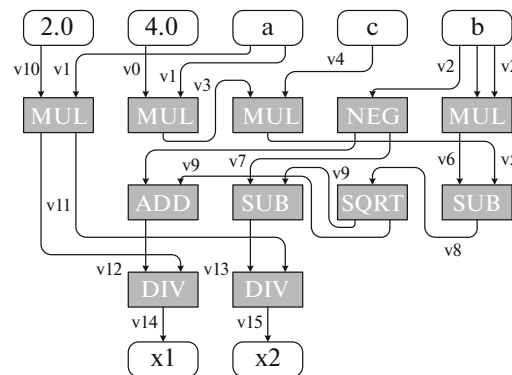 2.0 4.0 a c b
v10 v1 v0 v1 v3 v4 v2 v2
MUL MUL MUL NEG MUL
v11 v9 v7 v9 v6
ADD SUB SQRT SUB
v12 v13 v8
DIV DIV
v14 v15
x1 x2